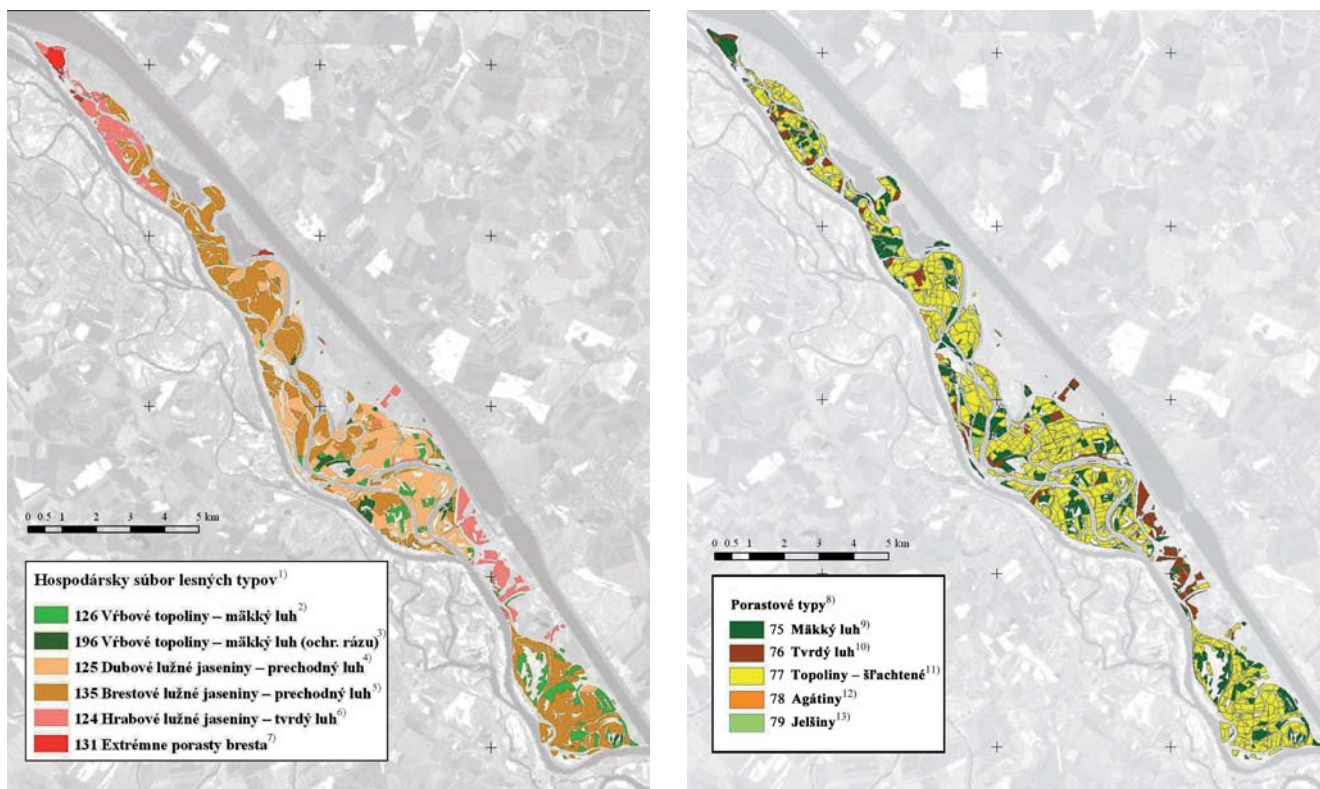 0 0.5 1 2 3 4 5 km
Hospodársky súbor lesných typov1)
126 Vŕbové topoliny – mäkký luh2)
196 Vŕbové topoliny – mäkký luh (ochr. rázu)3)
125 Dubové lužné jaseniny – prechodný luh4)
135 Brestové lužné jaseniny – prechodný luh5)
124 Hrabové lužné jaseniny – tvrdý luh6)
131 Extrémne porasty bresta7)
0 0.5 1 2 3 4 5 km
Porastové typy8)
75 Mäkký luh9)
76 Tvrdý luh10)
77 Topoliny – šľachtené11)
78 Agátiny12)
79 Jelšiny13)